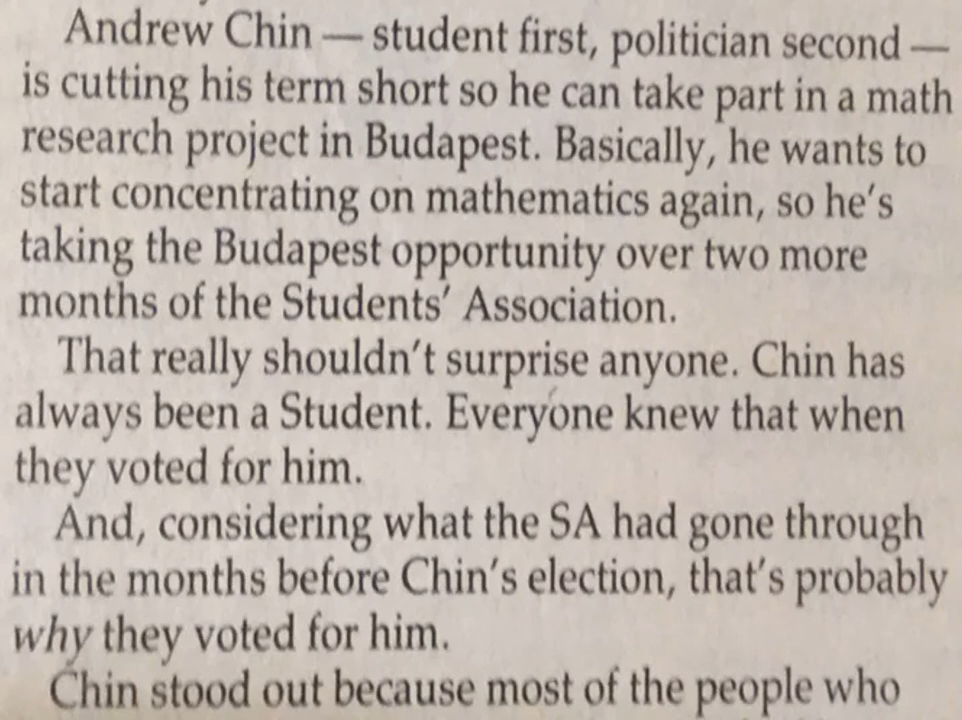 Andrew Chin — student first, politician second —
is cutting his term short so he can take part in a math
research project in Budapest. Basically, he wants to
start concentrating on mathematics again, so he's
taking the Budapest opportunity over two more
months of the Students' Association.
That really shouldn't surprise anyone. Chin has
always been a Student. Everyone knew that when
they voted for him.
And, considering what the SA had gone through
in the months before Chin's election, that's probably
why they voted for him.
Chin stood out because most of the people who